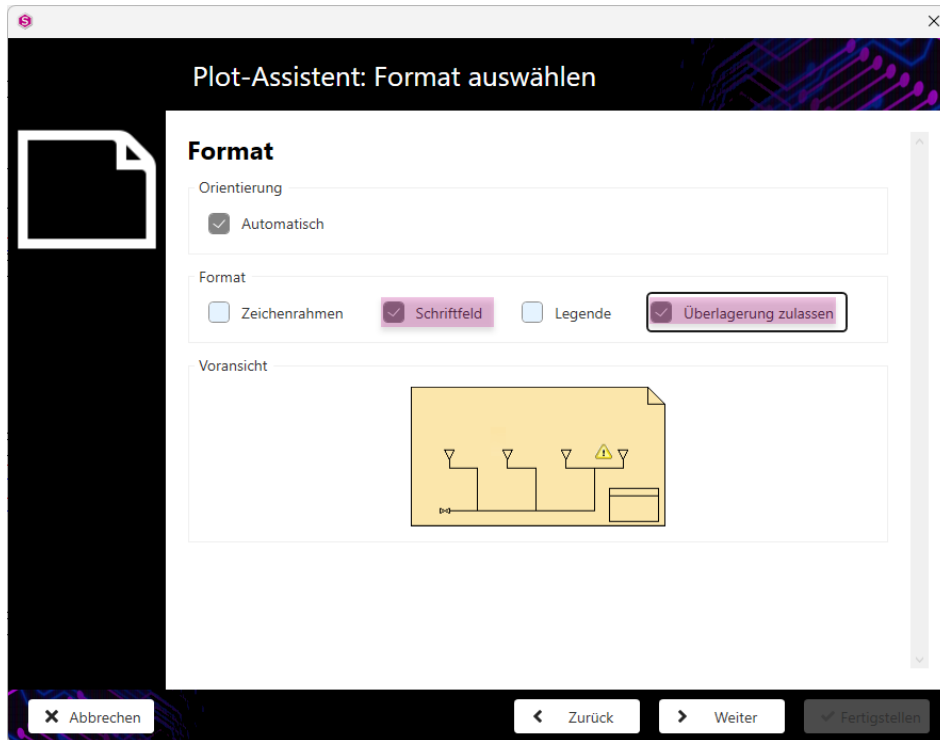 Plot-Assistent: Format auswählen
Format
Orientierung
Automatisch
Format
Zeichenrahmen Schriftfeld Legende Überlagerung zulassen
Voransicht
Abbrechen Zurück Weiter Fertigstellen